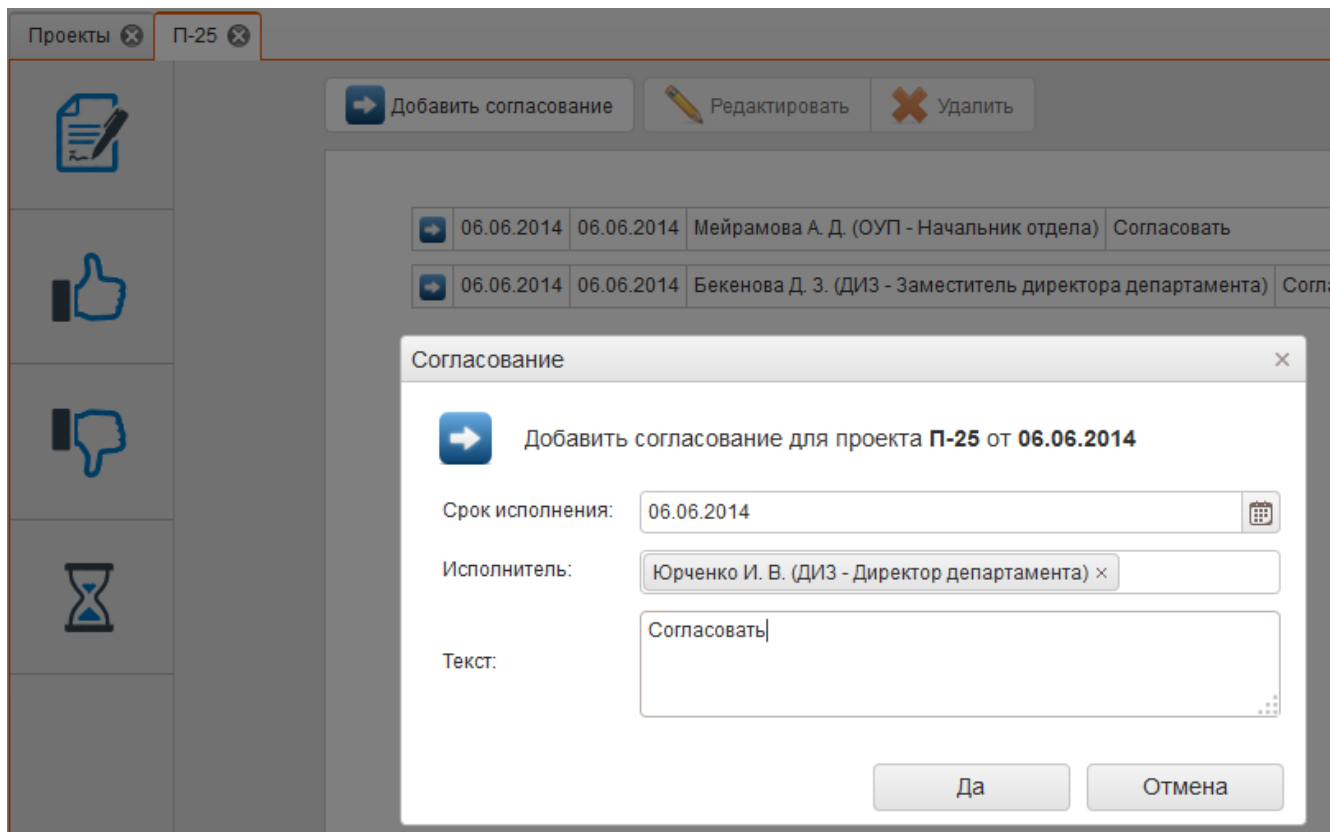 Проекты П-25
Добавить согласование Редактировать Удалить
06.06.2014 06.06.2014 Мейрамова А. Д. (ОУП - Начальник отдела) Согласовать
06.06.2014 06.06.2014 Бекенова Д. З. (ДИЗ - Заместитель директора департамента) Согла
Согласование
Добавить согласование для проекта П-25 от 06.06.2014
Срок исполнения: 06.06.2014
Исполнитель: Юрченко И. В. (ДИЗ - Директор департамента)
Согласовать
Текст:
Да Отмена